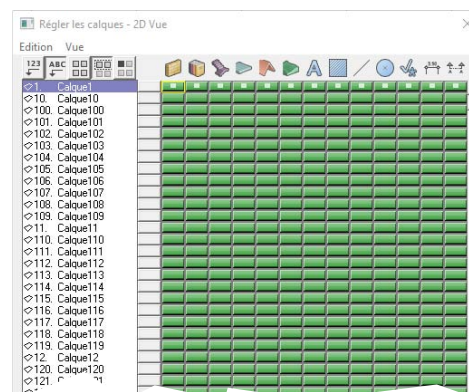 Régler les calques - 2D Vue
Edition Vue
123 ABC A
1. Calque1
10. Calque10
100. Calque100
101. Calque101
102. Calque102
103. Calque103
104. Calque104
105. Calque105
106. Calque106
107. Calque107
108. Calque108
109. Calque109
11. Calque11
110. Calque110
111. Calque111
112. Calque112
113. Calque113
114. Calque114
115. Calque115
116. Calque116
117. Calque117
118. Calque118
119. Calque119
12. Calque12
120. Calque120
121.